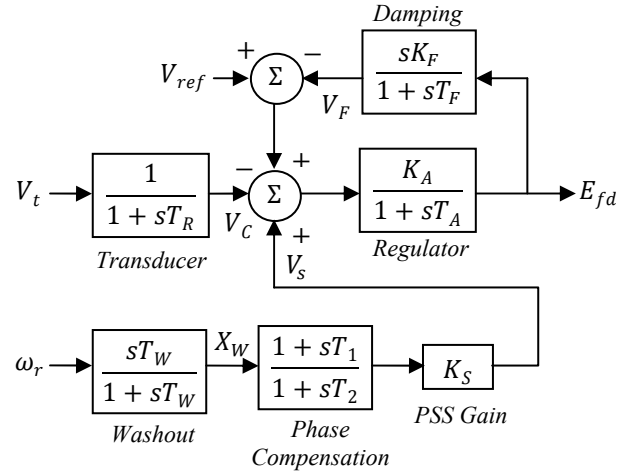 Damping
+
−
V_ref
Σ
sK_F
1 + sT_F
V_F
−
+
V_t
1
1 + sT_R
V_C
Σ
K_A
1 + sT_A
E_fd
Transducer
+
V_s
Regulator
ω_r
sT_W
1 + sT_W
X_W
1 + sT_1
1 + sT_2
K_S
Washout
Phase
Compensation
PSS Gain